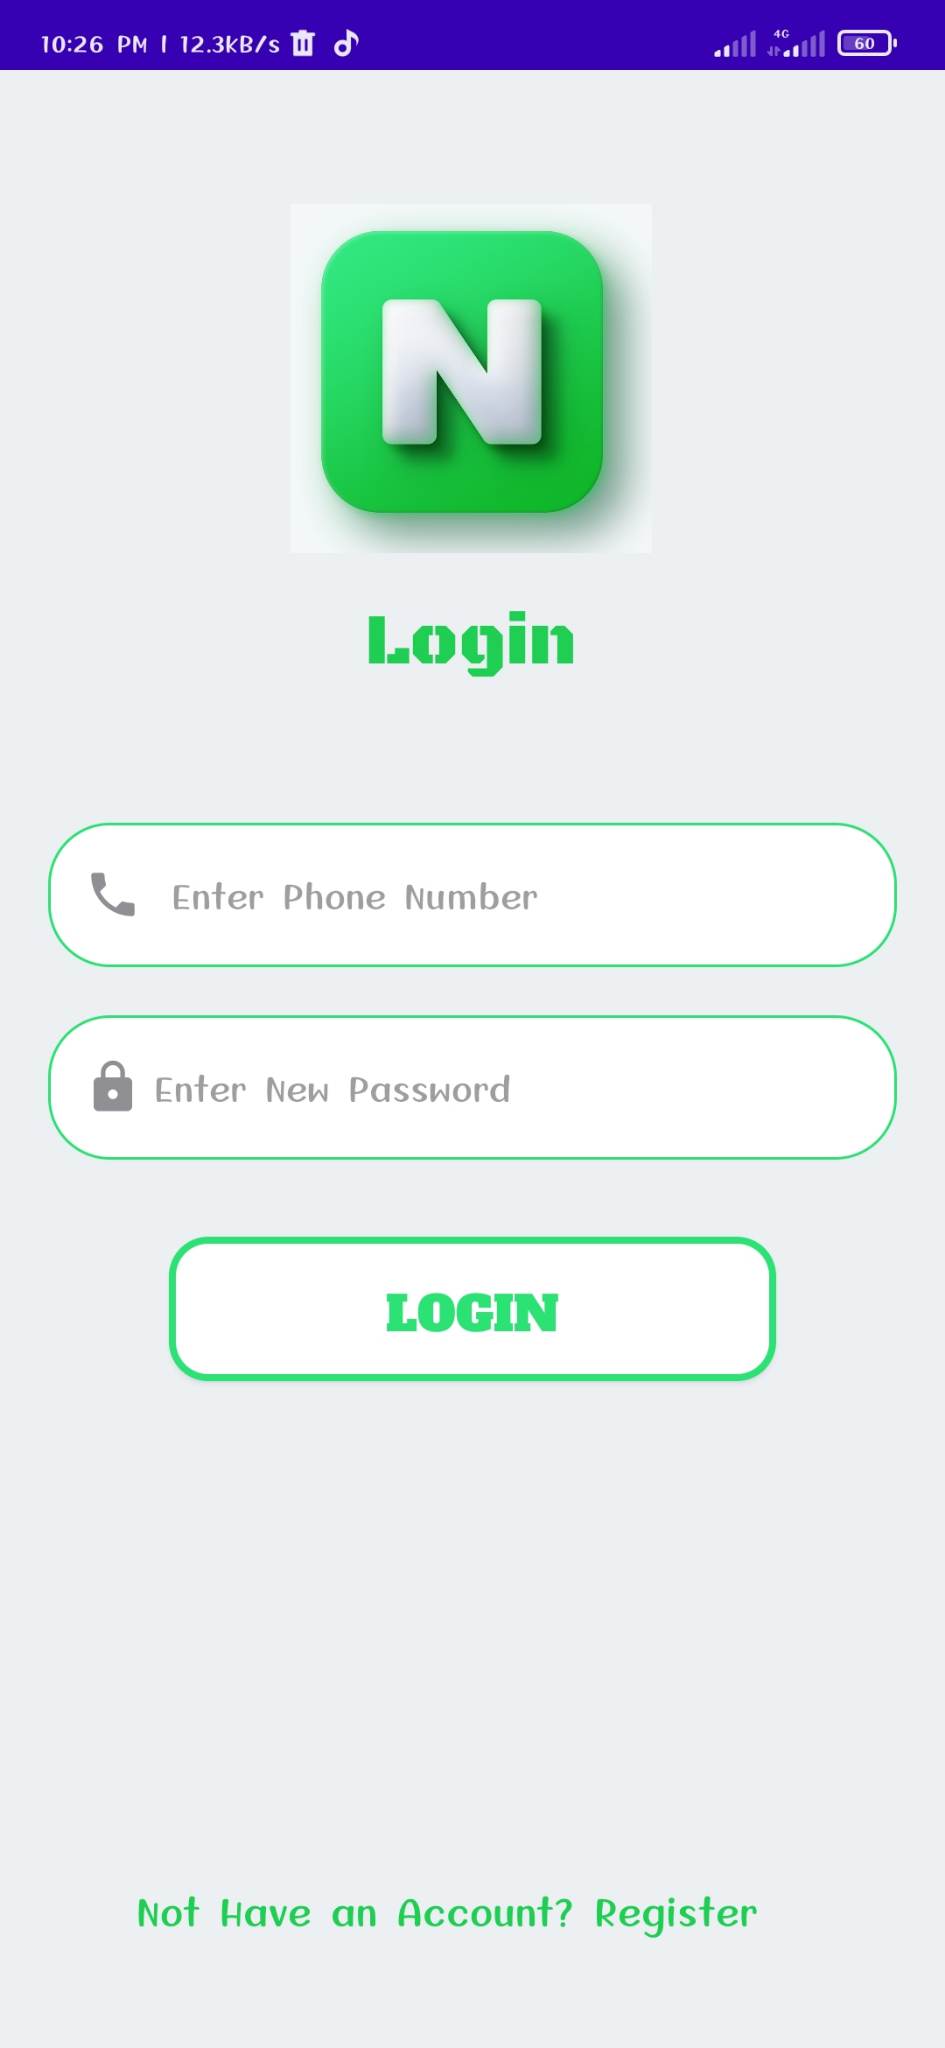 10:26 PM | 12.3KB/s
4G
60
N
Login
Enter Phone Number
Enter New Password
LOGIN
Not Have an Account? Register